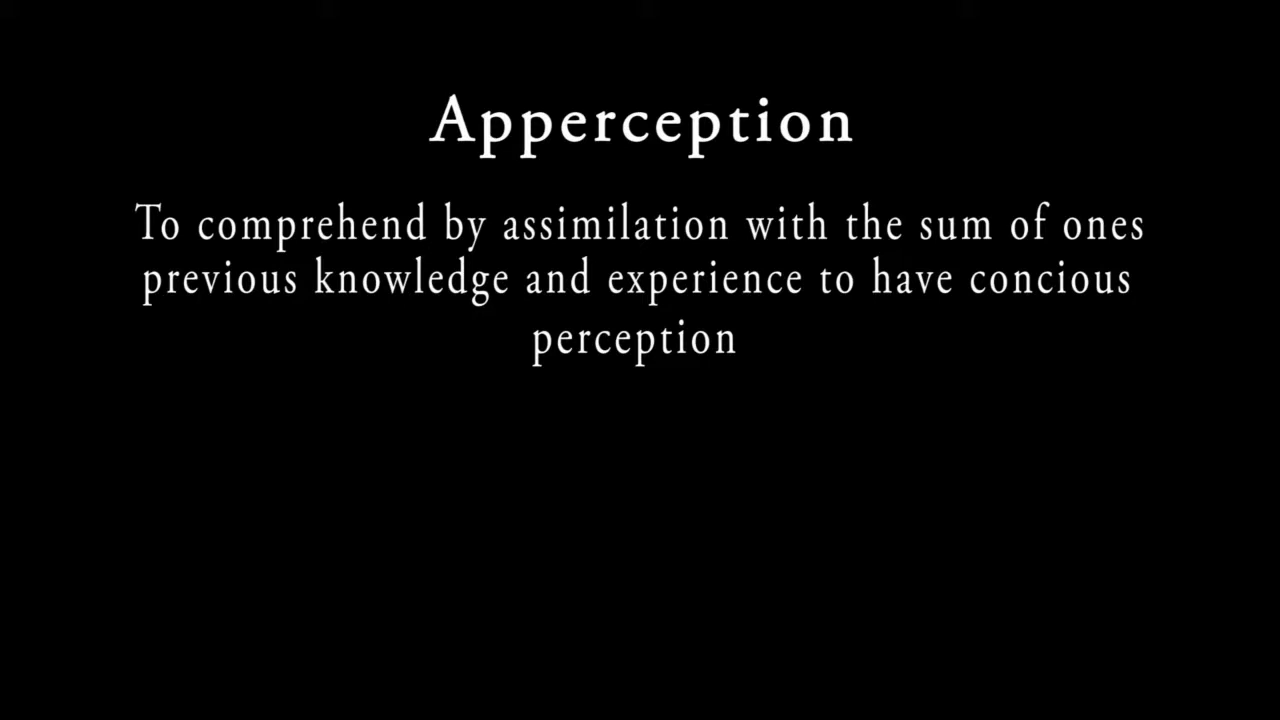 Apperception
To comprehend by assimilation with the sum of ones
previous knowledge and experience to have concious
perception